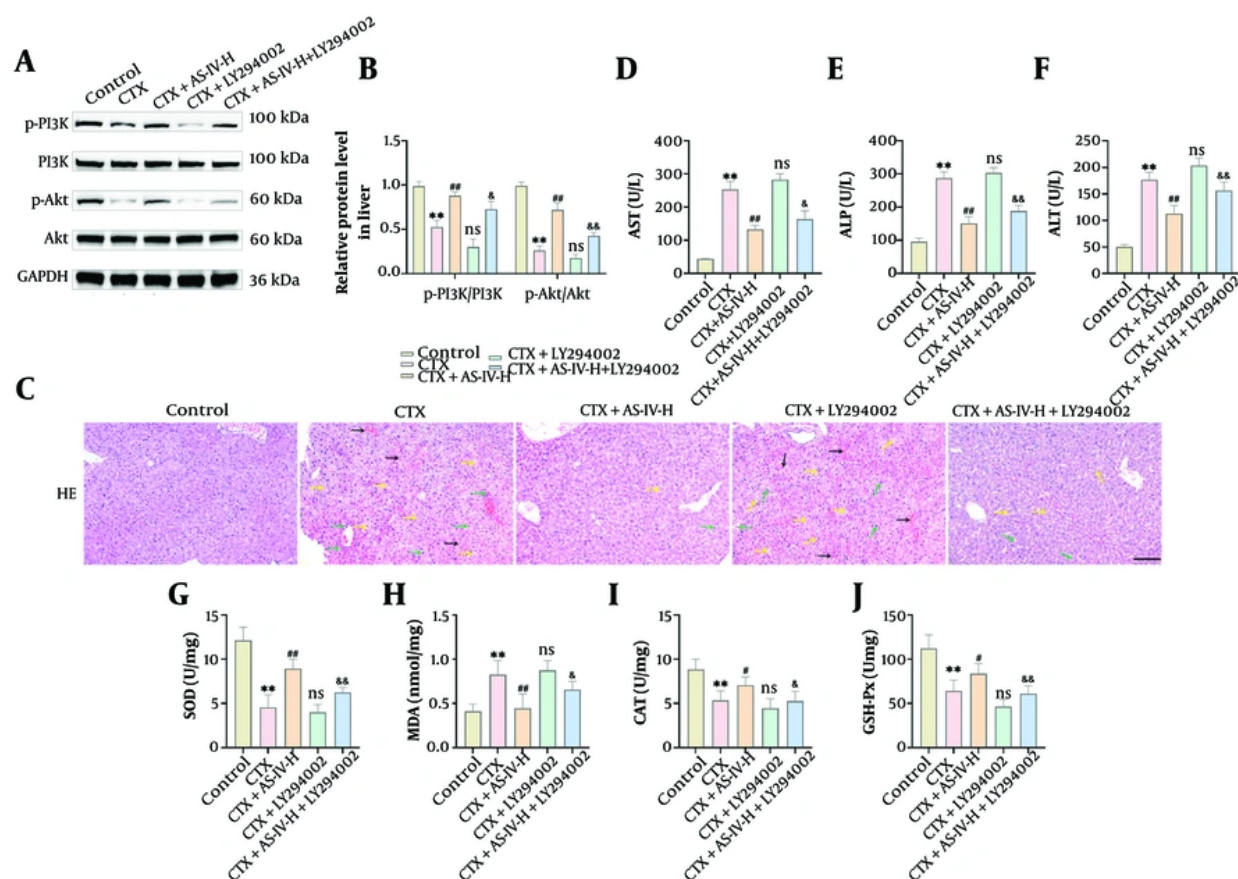 A
Control
CTX
CTX + AS-IV-H
CTX + LY294002
CTX + AS-IV-H+LY294002
p-PI3K
100 kDa
PI3K
100 kDa
p-Akt
60 kDa
Akt
60 kDa
GAPDH
36 kDa
B
Relative protein level
in liver
1.5
1.0
0.5
0.0
**
##
ns
&
**
##
ns
&&
p-PI3K/PI3K
p-Akt/Akt
Control
CTX
CTX + AS-IV-H
CTX + LY294002
CTX + AS-IV-H+LY294002
D
AST (U/L)
400
300
200
100
0
**
##
ns
&
Control
CTX
CTX+AS-IV-H
CTX+LY294002
CTX+AS-IV-H+LY294002
E
ALP (U/L)
400
300
200
100
0
**
##
ns
&&
Control
CTX
CTX + AS-IV-H
CTX + LY294002
CTX + AS-IV-H + LY294002
F
ALT (U/L)
250
200
150
100
50
0
**
##
ns
&&
Control
CTX
CTX + AS-IV-H
CTX + LY294002
CTX + AS-IV-H + LY294002
C
Control
CTX
CTX + AS-IV-H
CTX + LY294002
CTX + AS-IV-H + LY294002
HE
G
SOD (U/mg)
15
10
5
0
**
##
ns
&&
Control
CTX
CTX + AS-IV-H
CTX + LY294002
CTX + AS-IV-H + LY294002
H
MDA (nmol/mg)
1.5
1.0
0.5
0.0
**
##
ns
&
Control
CTX
CTX + AS-IV-H
CTX + LY294002
CTX + AS-IV-H + LY294002
I
CAT (U/mg)
15
10
5
0
**
#
ns
&
Control
CTX
CTX + AS-IV-H
CTX + LY294002
CTX + AS-IV-H + LY294002
J
GSH-Px (Umg)
150
100
50
0
**
#
ns
&&
Control
CTX
CTX + AS-IV-H
CTX + LY294002
CTX + AS-IV-H + LY294002